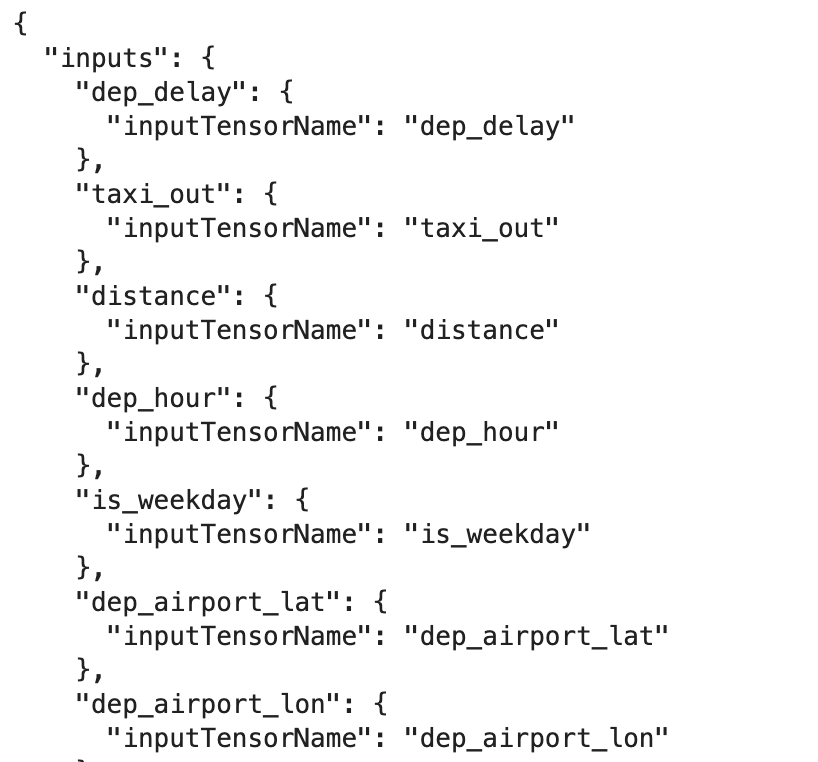 {
  "inputs": {
    "dep_delay": {
      "inputTensorName": "dep_delay"
    },
    "taxi_out": {
      "inputTensorName": "taxi_out"
    },
    "distance": {
      "inputTensorName": "distance"
    },
    "dep_hour": {
      "inputTensorName": "dep_hour"
    },
    "is_weekday": {
      "inputTensorName": "is_weekday"
    },
    "dep_airport_lat": {
      "inputTensorName": "dep_airport_lat"
    },
    "dep_airport_lon": {
      "inputTensorName": "dep_airport_lon"